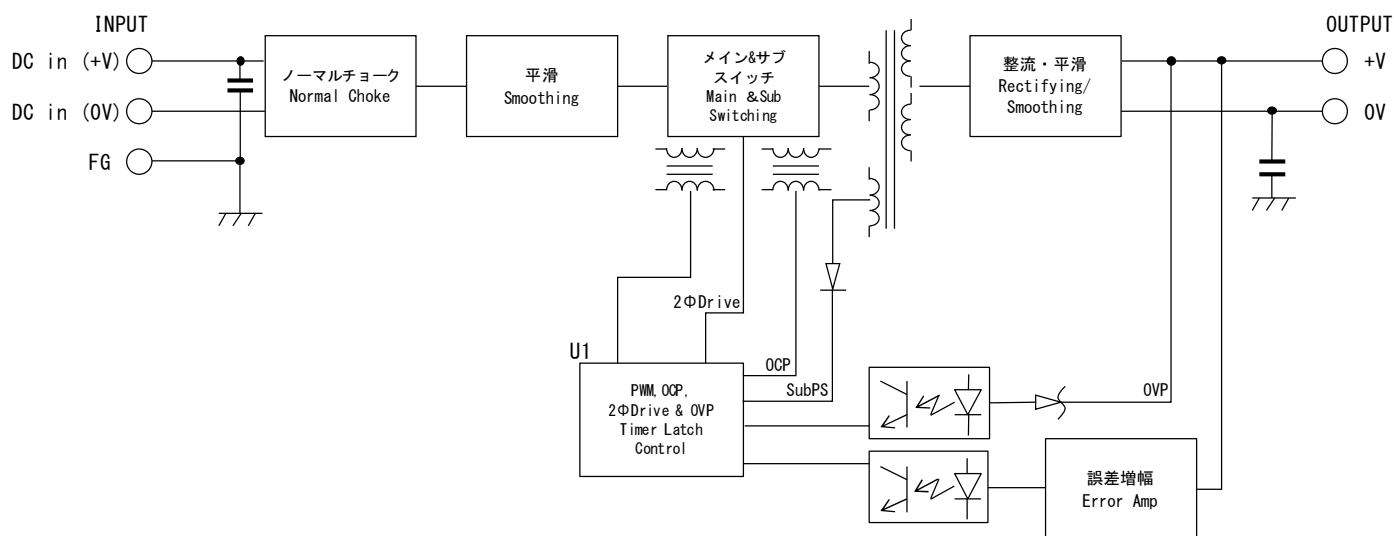 INPUT
OUTPUT
DC in (+V)
DC in (0V)
FG
ノーマルチョーク
Normal Choke
平滑
Smoothing
メイン&サブ
スイッチ
Main &Sub
Switching
整流・平滑
Rectifying/
Smoothing
+V
0V
2ΦDrive
U1
OCP
SubPS
OVP
PWM,OCP,
2ΦDrive & OVP
Timer Latch
Control
誤差増幅
Error Amp